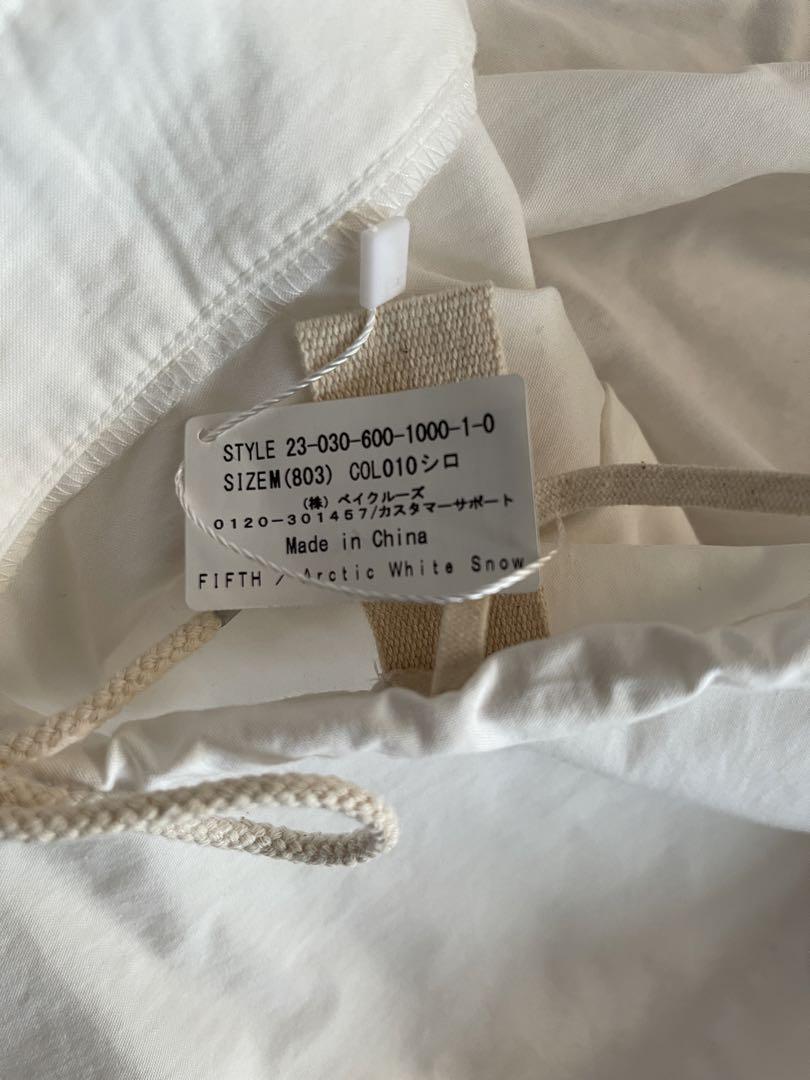 STYLE 23-030-600-1000-1-0
SIZEM(803) COL010シロ
(株) ベイクルーズ
0120-301457/カスタマーサポート
Made in China
FIFTH / Arctic White Snow